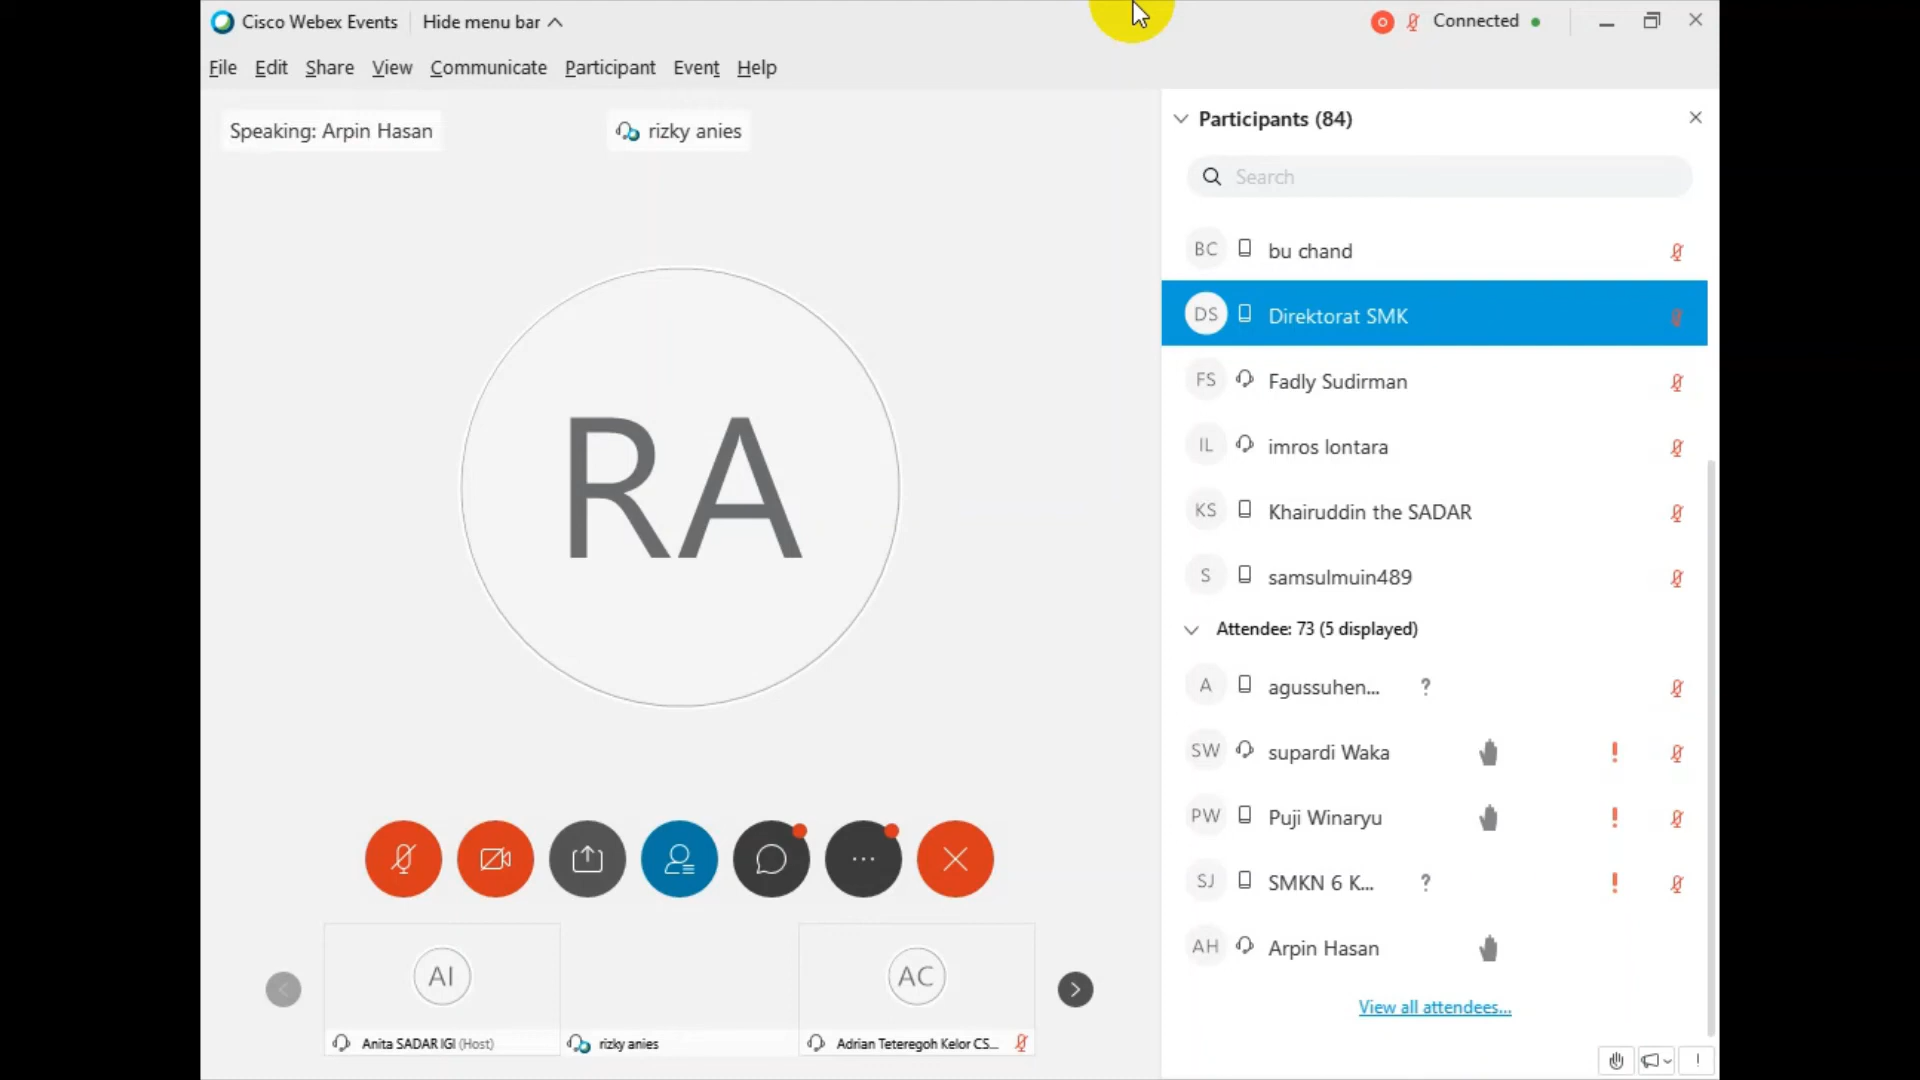 Cisco Webex Events
Hide menu bar
Connected
File Edit Share View Communicate Participant Event Help
Speaking: Arpin Hasan
rizky anies
RA
AI
Anita SADAR IGI (Host)
rizky anies
AC
Adrian Teteregoh Kelor CS...
Participants (84)
Search
BC bu chand
DS Direktorat SMK
FS Fadly Sudirman
IL imros lontara
KS Khairuddin the SADAR
S samsulmuin489
Attendee: 73 (5 displayed)
A agussuhen... ?
SW supardi Waka !
PW Puji Winaryu !
SJ SMKN 6 K... ? !
AH Arpin Hasan
View all attendees...
!